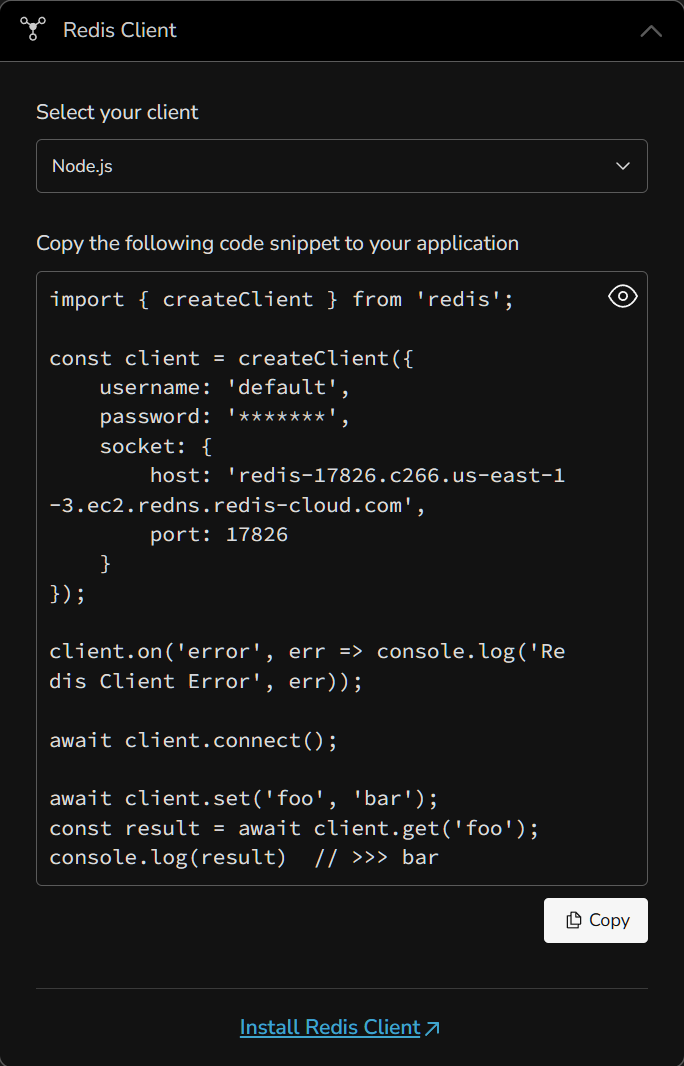 Redis Client
Select your client
Node.js
Copy the following code snippet to your application
import { createClient } from 'redis';

const client = createClient({
    username: 'default',
    password: '*******',
    socket: {
        host: 'redis-17826.c266.us-east-1
-3.ec2.redns.redis-cloud.com',
        port: 17826
    }
});

client.on('error', err => console.log('Re
dis Client Error', err));

await client.connect();

await client.set('foo', 'bar');
const result = await client.get('foo');
console.log(result)  // >>> bar
Copy
Install Redis Client